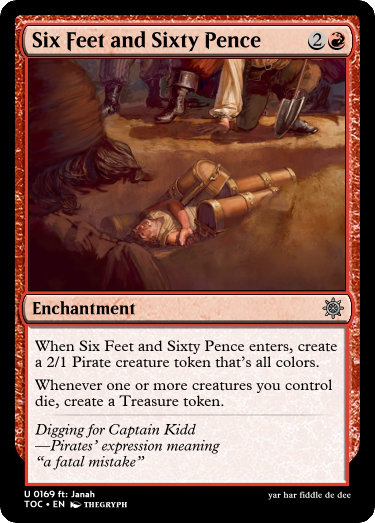 Six Feet and Sixty Pence 2
Enchantment
When Six Feet and Sixty Pence enters, create
a 2/1 Pirate creature token that's all colors.
Whenever one or more creatures you control
die, create a Treasure token.
Digging for Captain Kidd
—Pirates' expression meaning
"a fatal mistake"
U 0169 ft: Janah
TOC • EN THEGRYPH
yar har fiddle de dee